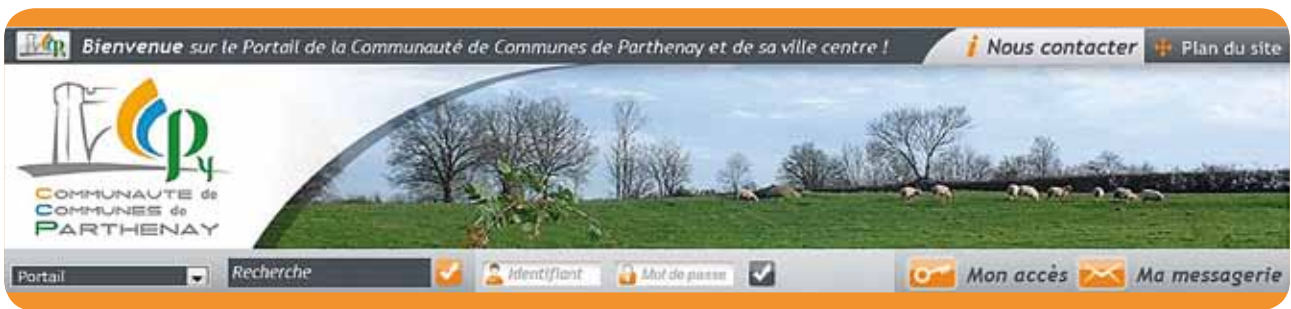 Bienvenue sur le Portail de la Communauté de Communes de Parthenay et de sa ville centre !
Nous contacter
Plan du site
CCPy
COMMUNAUTE de
COMMUNES de
PARTHENAY
Portail
Recherche
Identifiant
Mot de passe
Mon accès
Ma messagerie